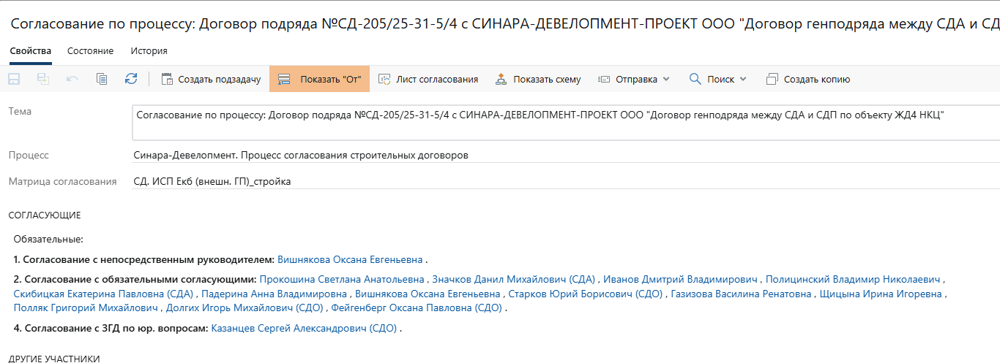 Согласование по процессу: Договор подряда №СД-205/25-31-5/4 с СИНАРА-ДЕВЕЛОПМЕНТ-ПРОЕКТ ООО "Договор генподряда между СДА и СД
Свойства Состояние История
Создать подзадачу Показать "От" Лист согласования Показать схему Отправка Поиск Создать копию
Тема Согласование по процессу: Договор подряда №СД-205/25-31-5/4 с СИНАРА-ДЕВЕЛОПМЕНТ-ПРОЕКТ ООО "Договор генподряда между СДА и СДП по объекту ЖД4 НКЦ"
Процесс Синара-Девелопмент. Процесс согласования строительных договоров
Матрица согласования СД. ИСП Екб (внешн. ГП)_стройка
СОГЛАСУЮЩИЕ
Обязательные:
1. Согласование с непосредственным руководителем: Вишнякова Оксана Евгеньевна .
2. Согласование с обязательными согласующими: Прокошина Светлана Анатольевна , Значков Данил Михайлович (СДА) , Иванов Дмитрий Владимирович , Полицинский Владимир Николаевич ,
Скибицкая Екатерина Павловна (СДА) , Падерина Анна Владимировна , Вишнякова Оксана Евгеньевна , Старков Юрий Борисович (СДО) , Газизова Василина Ренатовна , Щицына Ирина Игоревна ,
Полляк Григорий Михайлович , Долгих Игорь Михайлович (СДО) , Фейгенберг Оксана Павловна (СДО) .
4. Согласование с ЗГД по юр. вопросам: Казанцев Сергей Александрович (СДО) .
ДРУГИЕ УЧАСТНИКИ